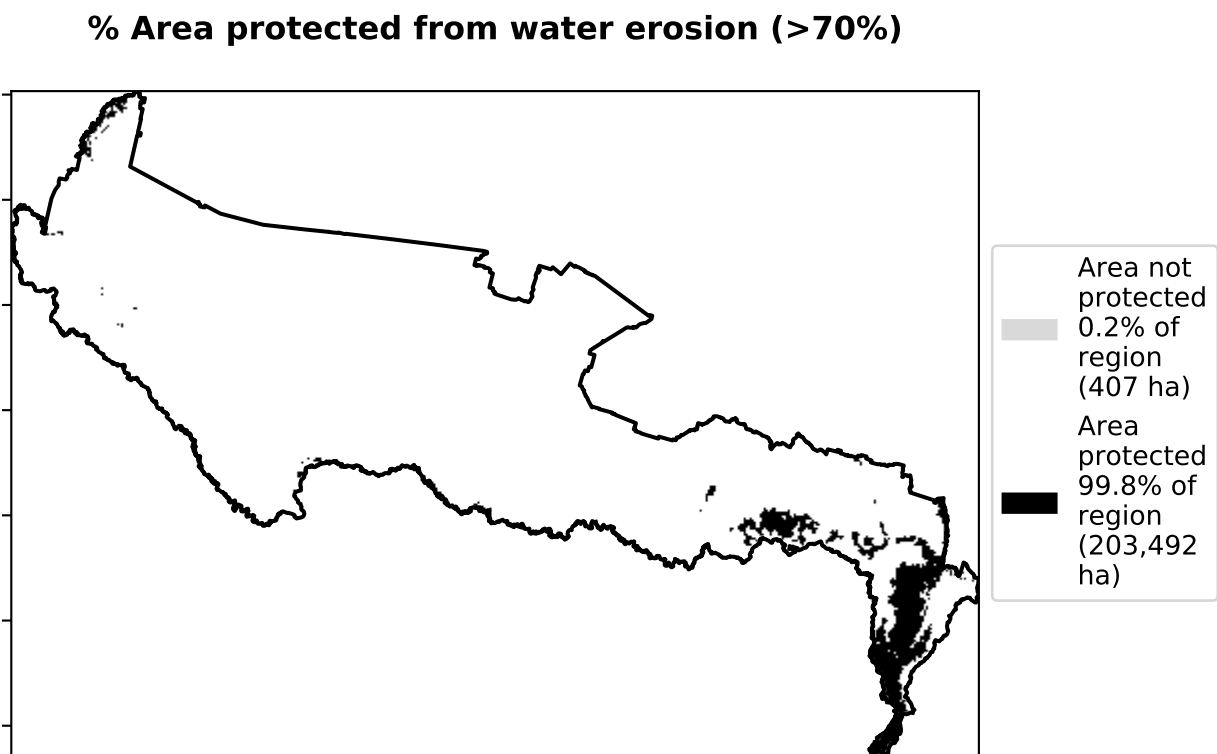 % Area protected from water erosion (>70%)
Area not
protected
0.2% of
region
(407 ha)
Area
protected
99.8% of
region
(203,492
ha)